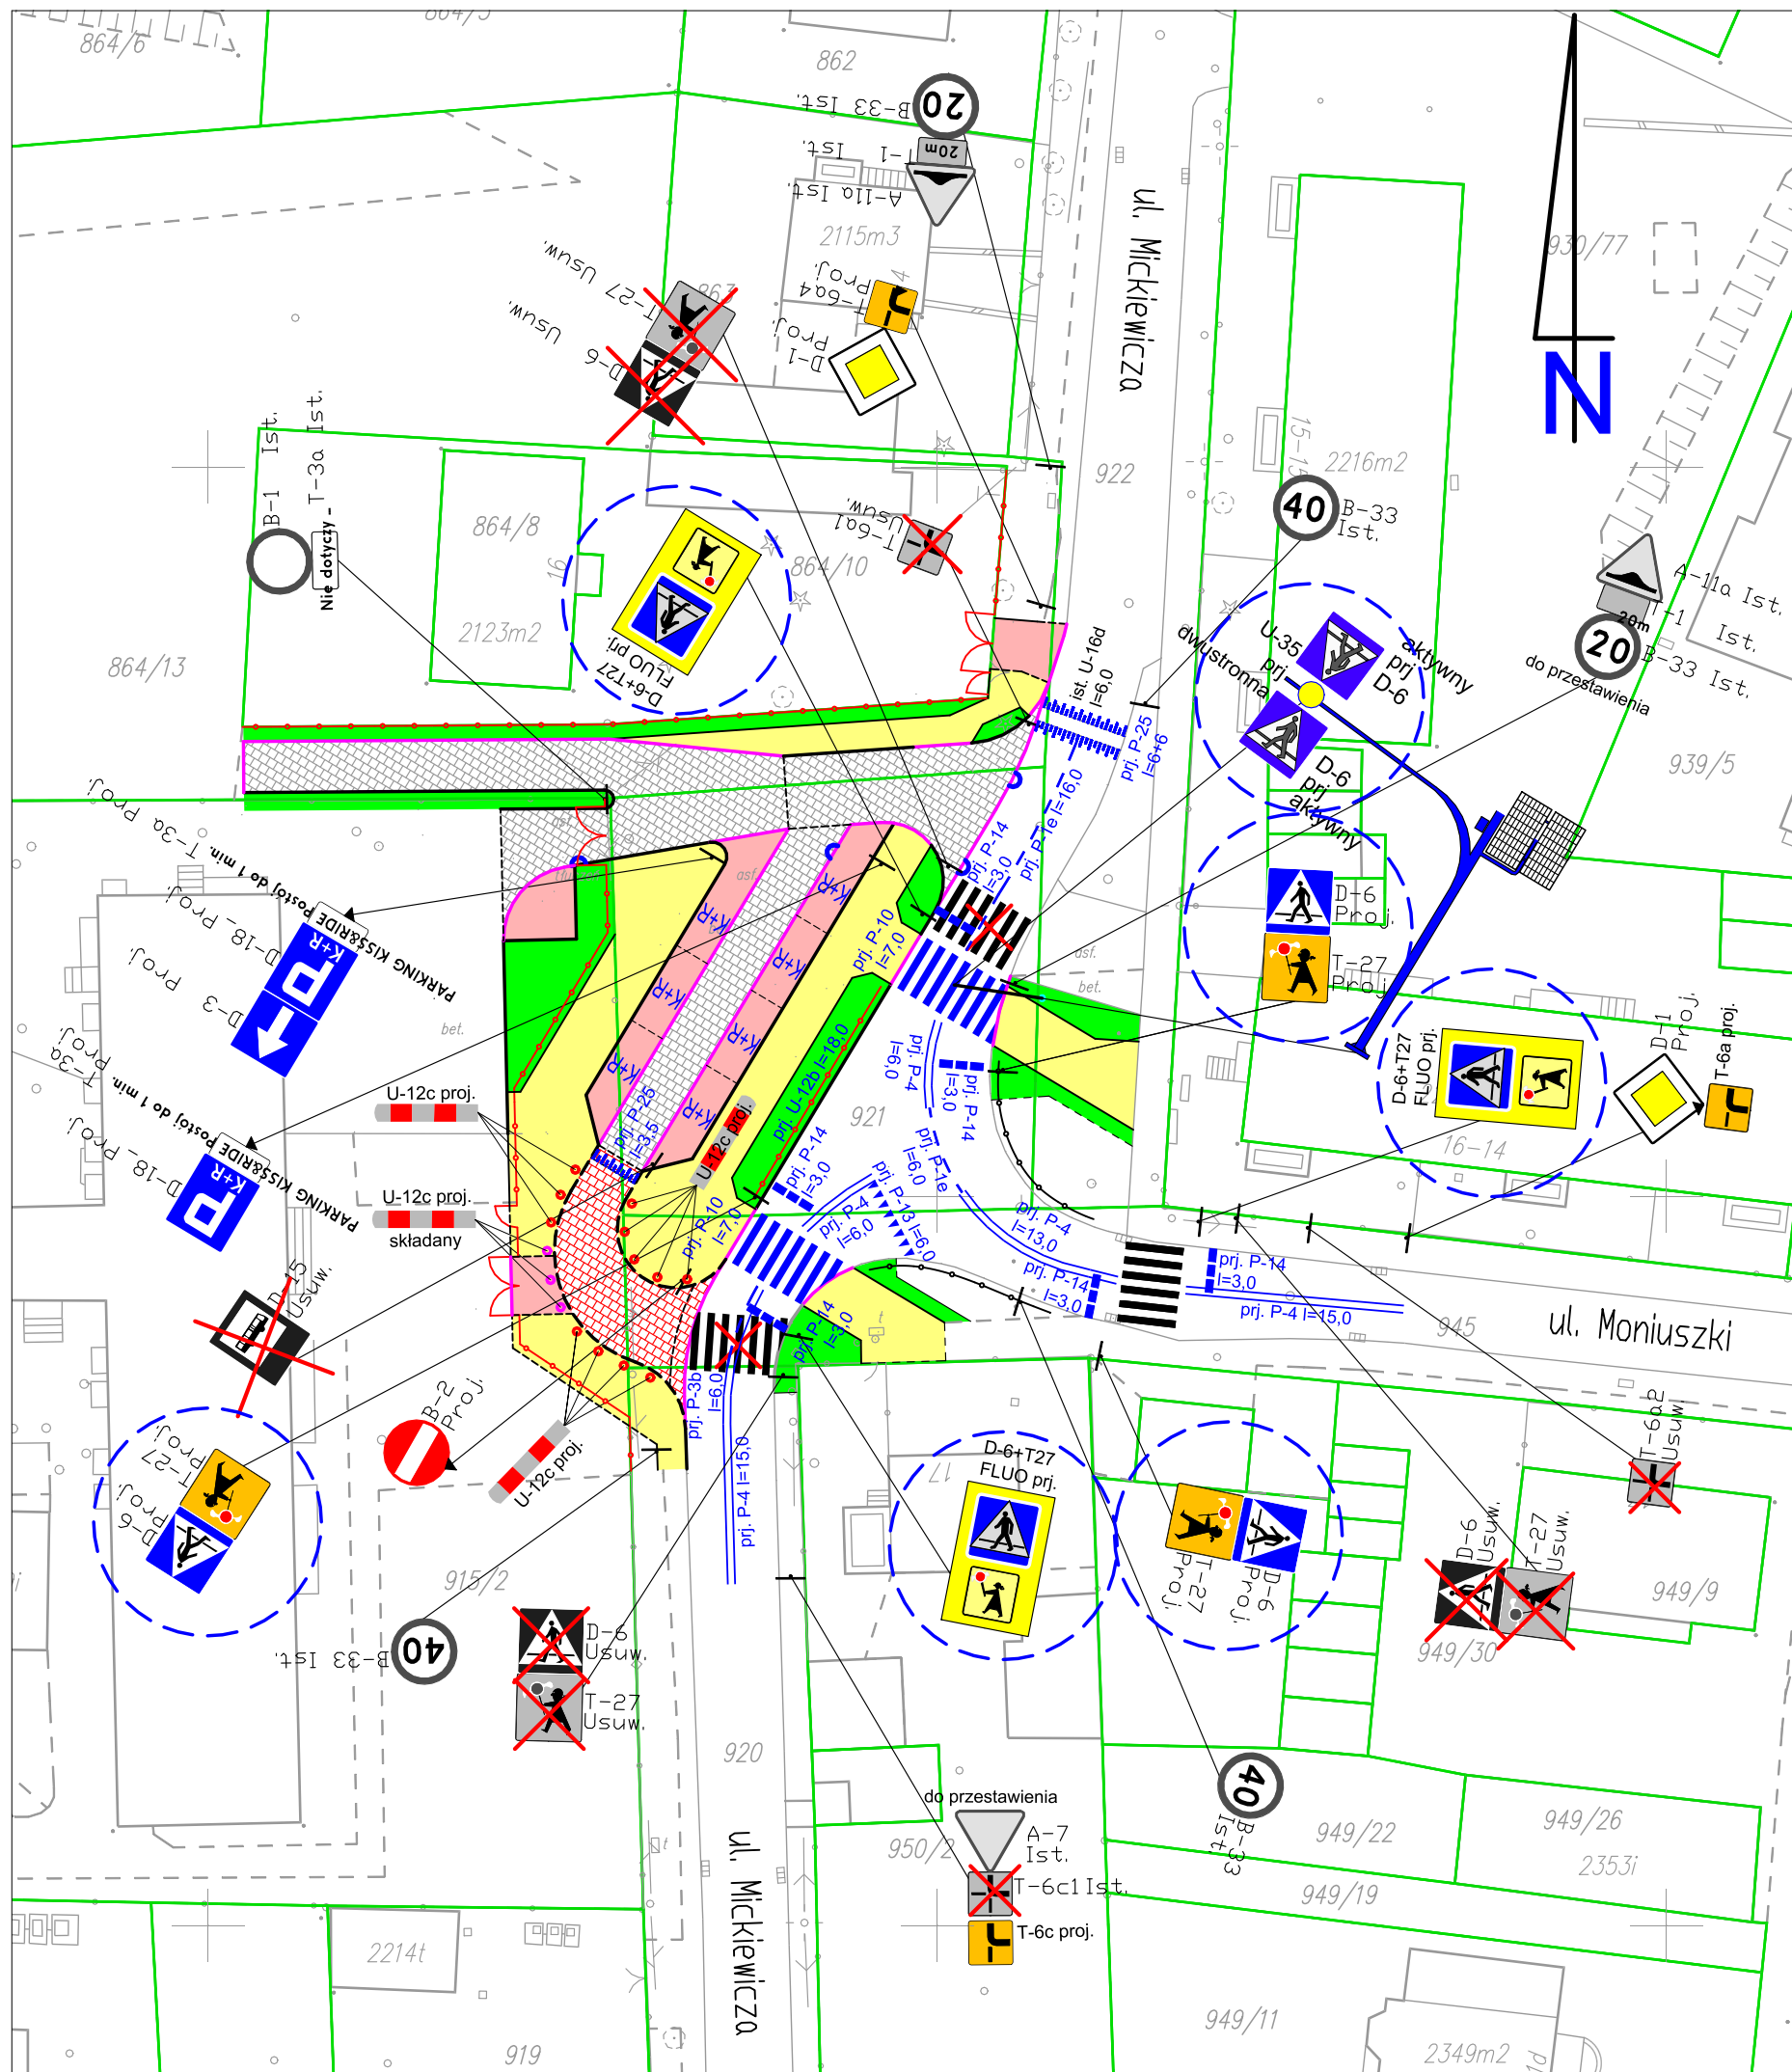 864/6
864/5
862
20
B-33 Ist.
20m
T-1 Ist.
A-11a Ist.
2115m3
ul. Mickiewicza
930/77
T-27 Usuw.
863
D-6 Usuw.
T-6a4
Proj.
4
D-1
Proj.
N
B-1 Ist.
T-3a Ist.
Nie dotyczy -
922
15-15
2216m2
40
B-33
Ist.
864/8
16
2123m2
864/13
T-6a1
Usuw.
864/10
D-6+T27
FLUO prj.
ist. U-16d
l=6,0
prj. P-25
l=6+6
U-35
prj
dwustronna
aktywny
prj
D-6
D-6
prj
aktywny
A-11a Ist.
T-1 Ist.
20m
20
B-33 Ist.
do przestawienia
939/5
prj. P-1e l=16,0
prj. P-14
l=3,0
T-3a Proj.
PARKING KISS&RIDE Postój do 1 min.
D-18 Proj.
K+R
P
D-3 Proj.
asf.
asf.
K+R
K+R
K+R
K+R
K+R
K+R
K+R
prj. P-10
l=7,0
asf.
bet.
D-6
Proj.
T-27
Proj.
bet.
T-3a
Proj.
PARKING KISS&RIDE Postój do 1 min.
D-18 Proj.
K+R
P
U-12c proj.
U-12c proj.
składany
U-12c proj.
prj. P-25
l=3,5
prj. U-12b l=18,0
921
prj. P-4
l=6,0
prj. P-14
l=3,0
prj. P-1e
l=6,0
prj. P-14
l=3,0
prj. P-4
l=6,0
prj. P-13 l=6,0
prj. P-4
l=13,0
prj. P-14
l=3,0
prj. P-14
l=3,0
prj. P-4 l=15,0
D-6+T27
FLUO prj.
D-1
Proj.
T-6a proj.
16-14
945
ul. Moniuszki
prj. P-10
l=7,0
prj. P-14
l=3,0
t
prj. P-3b
l=6,0
prj. P-4 l=15,0
D-15
Usuw.
B-2
Proj.
U-12c proj.
T-27
Proj.
D-6
Proj.
915/2
40
B-33 Ist.
D-6
Usuw.
T-27
Usuw.
17
D-6+T27
FLUO prj.
T-27
Proj.
D-6
Proj.
T-6a2
Usuw.
D-6
Usuw.
T-27
Usuw.
949/9
949/30
920
ul. Mickiewicza
t
do przestawienia
A-7
Ist.
T-6c1 Ist.
T-6c proj.
950/2
40
B-33
Ist.
949/22
949/26
2353i
949/19
2214t
919
949/11
2349m2